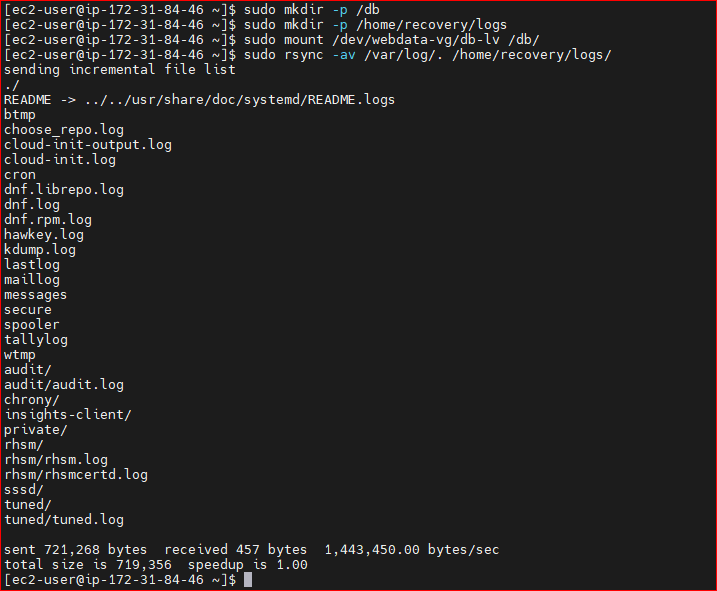 [ec2-user@ip-172-31-84-46 ~]$ sudo mkdir -p /db
[ec2-user@ip-172-31-84-46 ~]$ sudo mkdir -p /home/recovery/logs
[ec2-user@ip-172-31-84-46 ~]$ sudo mount /dev/webdata-vg/db-lv /db/
[ec2-user@ip-172-31-84-46 ~]$ sudo rsync -av /var/log/. /home/recovery/logs/
sending incremental file list
./
README -> ../../usr/share/doc/systemd/README.logs
btmp
choose_repo.log
cloud-init-output.log
cloud-init.log
cron
dnf.librepo.log
dnf.log
dnf.rpm.log
hawkey.log
kdump.log
lastlog
maillog
messages
secure
spooler
tallylog
wtmp
audit/
audit/audit.log
chrony/
insights-client/
private/
rhsm/
rhsm/rhsm.log
rhsm/rhsmcertd.log
sssd/
tuned/
tuned/tuned.log
sent 721,268 bytes  received 457 bytes  1,443,450.00 bytes/sec
total size is 719,356  speedup is 1.00
[ec2-user@ip-172-31-84-46 ~]$